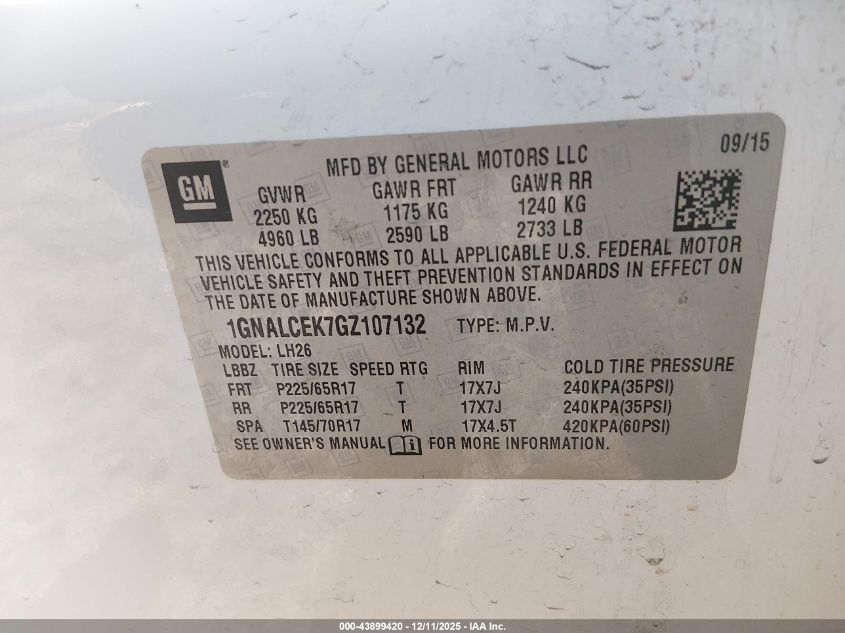 GM ®
MFD BY GENERAL MOTORS LLC
09/15
GVWR GAWR FRT GAWR RR
2250 KG 1175 KG 1240 KG
4960 LB 2590 LB 2733 LB
THIS VEHICLE CONFORMS TO ALL APPLICABLE U.S. FEDERAL MOTOR
VEHICLE SAFETY AND THEFT PREVENTION STANDARDS IN EFFECT ON
THE DATE OF MANUFACTURE SHOWN ABOVE.
1GNALCEK7GZ107132 TYPE: M.P.V.
MODEL: LH26
LBBZ TIRE SIZE SPEED RTG RIM COLD TIRE PRESSURE
FRT P225/65R17 T 17X7J 240KPA(35PSI)
RR P225/65R17 T 17X7J 240KPA(35PSI)
SPA T145/70R17 M 17X4.5T 420KPA(60PSI)
SEE OWNER'S MANUAL i FOR MORE INFORMATION.
000-43899420 - 12/11/2025 - IAA Inc.